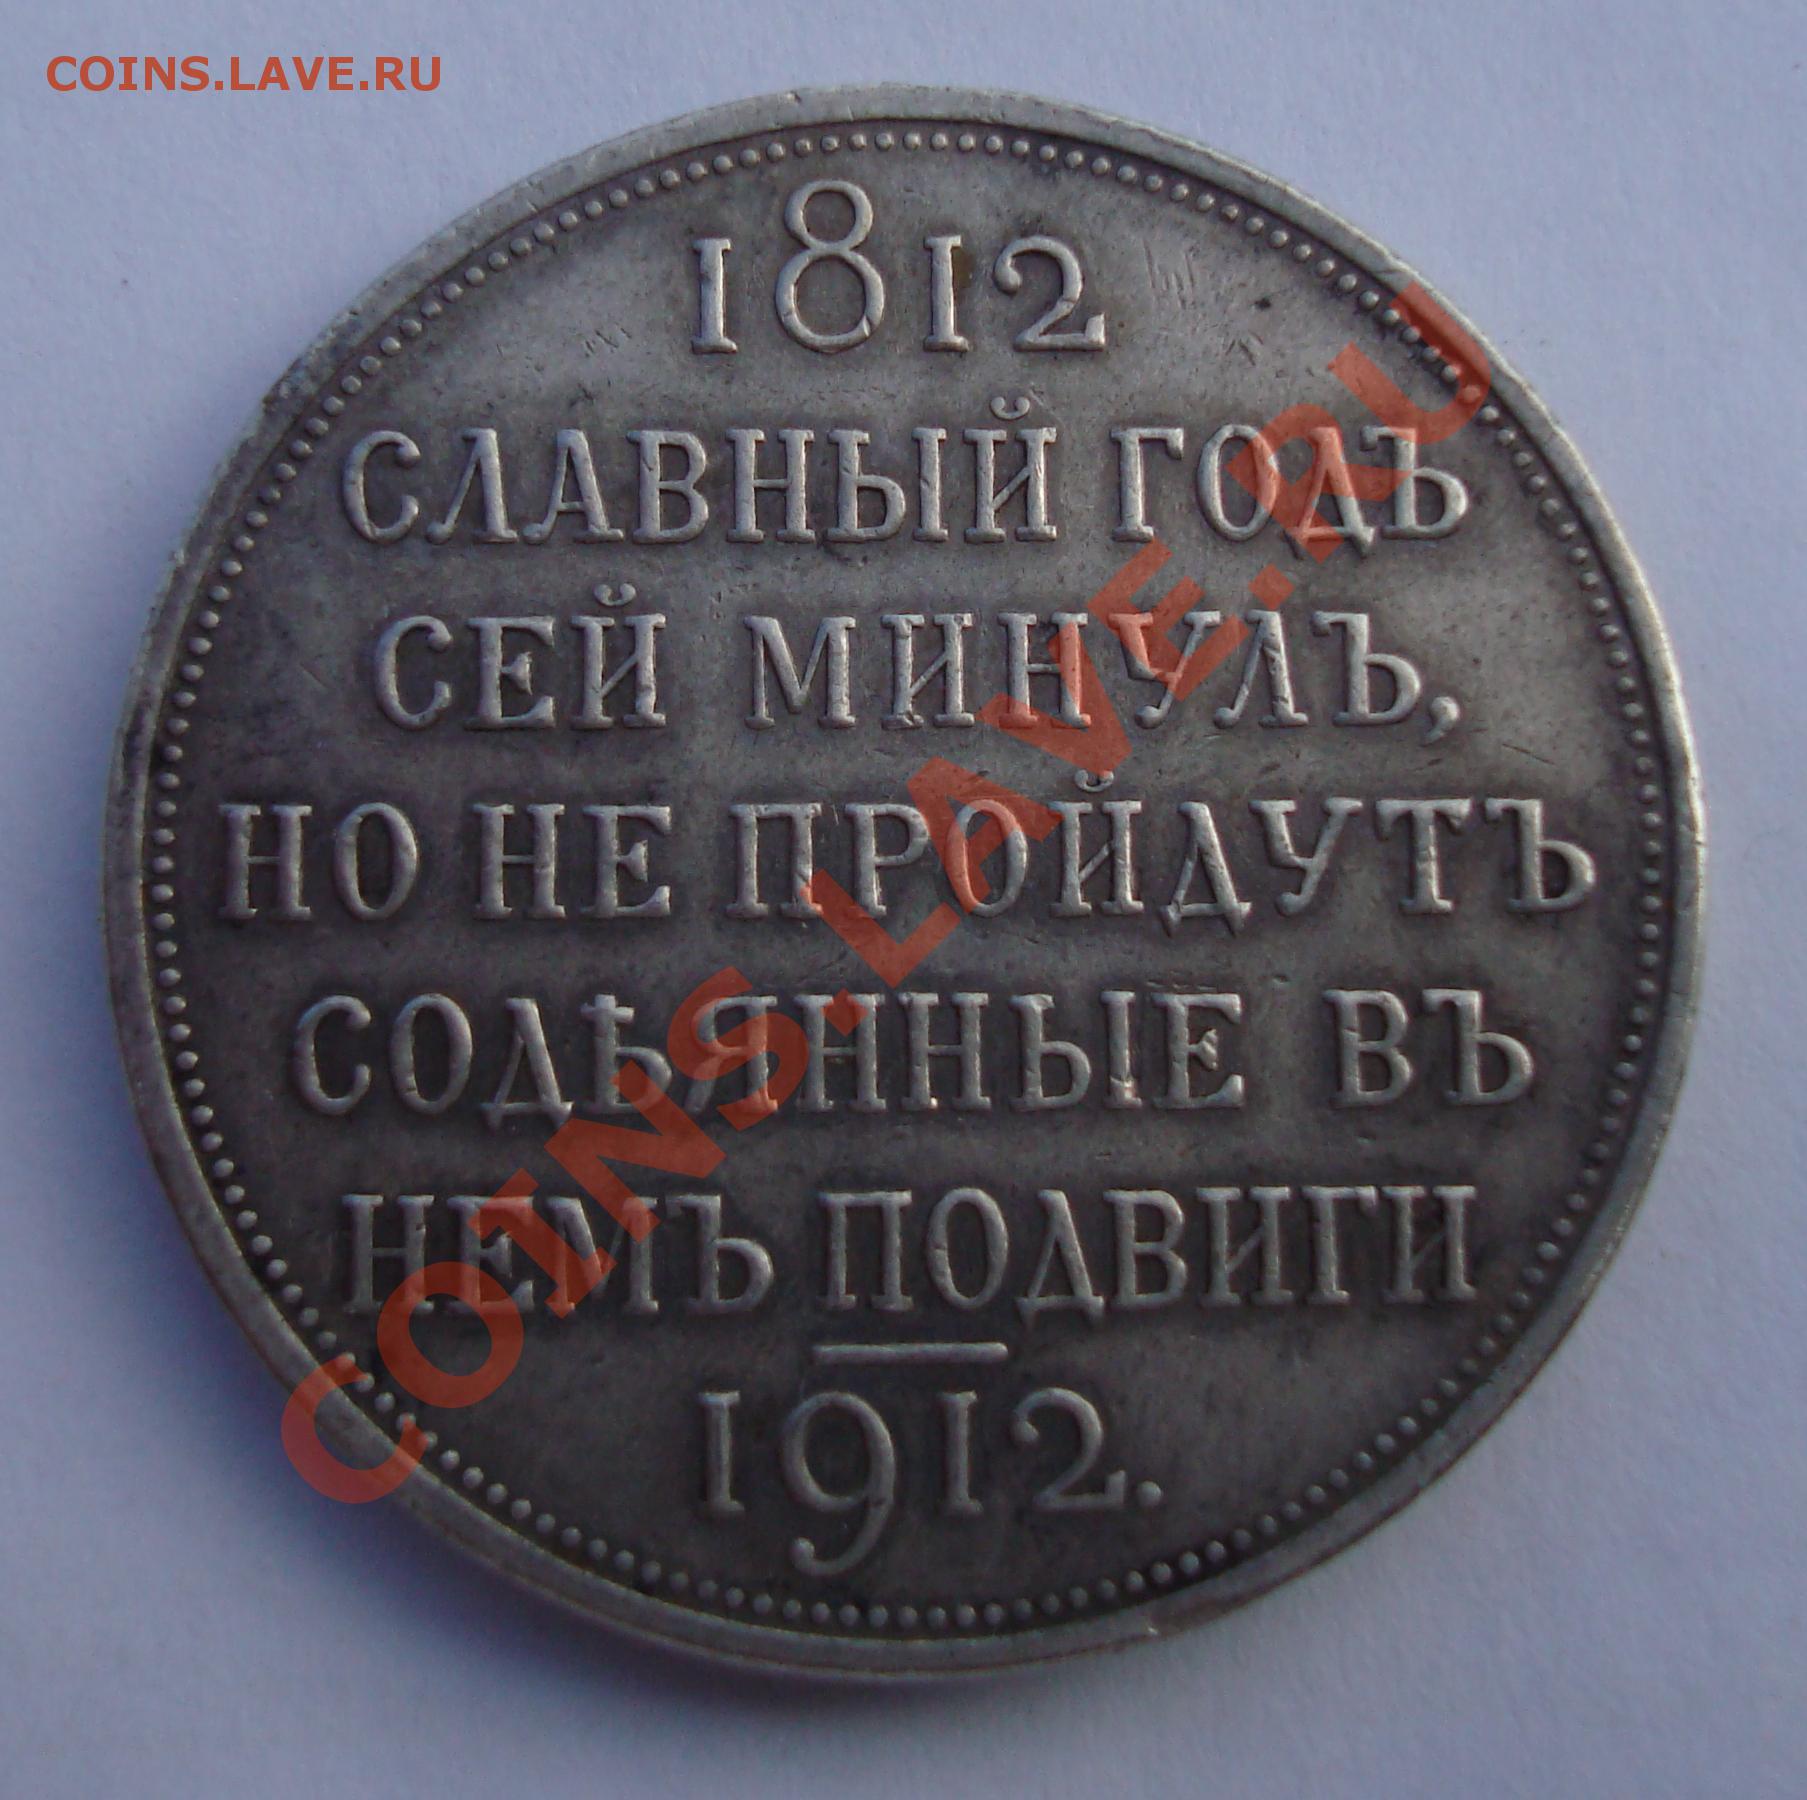 COINS.LAVE.RU
1812
СЛАВНЫЙ ГОДЪ
СЕЙ МИНУЛЪ,
НО НЕ ПРОЙДУТЪ
СОДѢЯННЫЕ ВЪ
НЕМЪ ПОДВИГИ
1912.
COINS.LAVE.RU